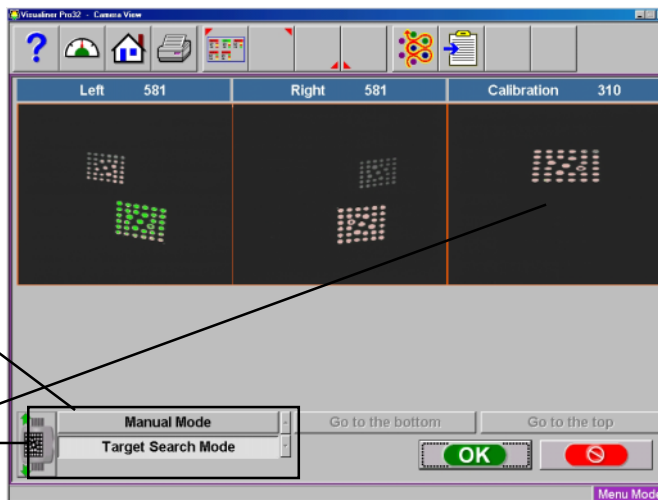 Visualiner Pro32 - Camera View
?
Left 581 Right 581 Calibration 310
Manual Mode Go to the bottom Go to the top
Target Search Mode
OK
Menu Mode